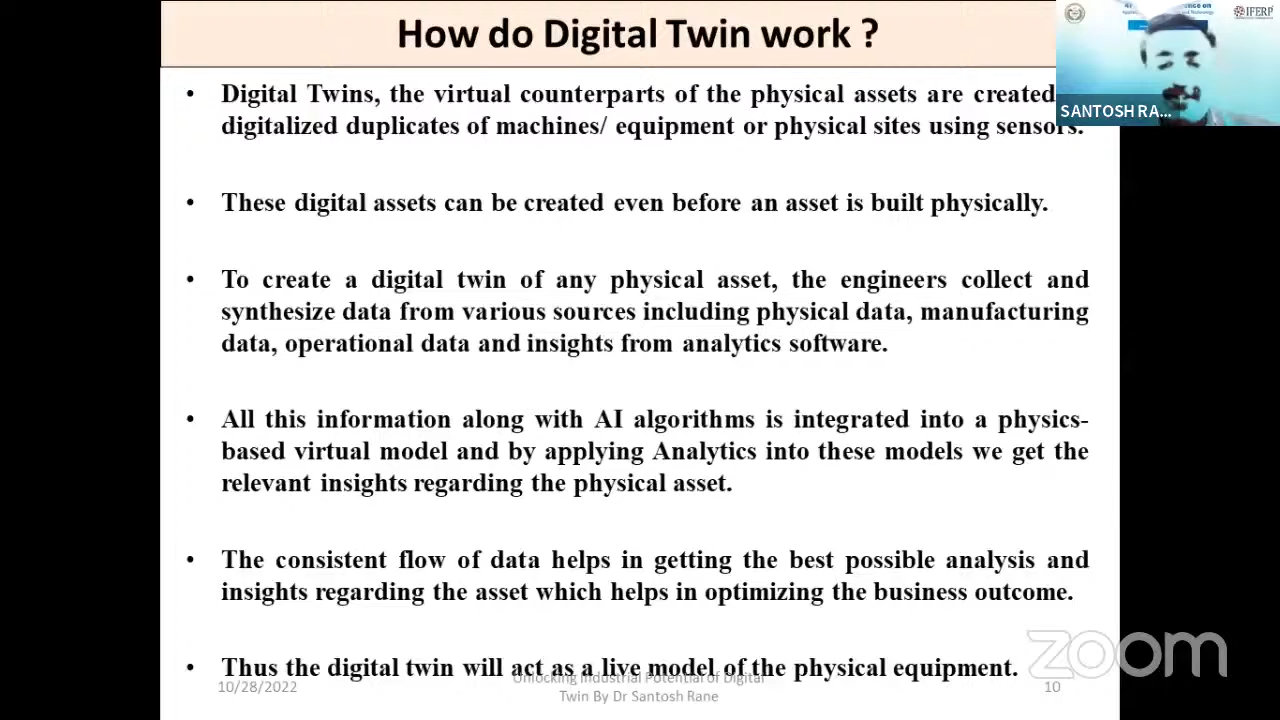 How do Digital Twin work ?
• Digital Twins, the virtual counterparts of the physical assets are created
digitalized duplicates of machines/ equipment or physical sites using sensors.
• These digital assets can be created even before an asset is built physically.
• To create a digital twin of any physical asset, the engineers collect and
synthesize data from various sources including physical data, manufacturing
data, operational data and insights from analytics software.
• All this information along with AI algorithms is integrated into a physics-
based virtual model and by applying Analytics into these models we get the
relevant insights regarding the physical asset.
• The consistent flow of data helps in getting the best possible analysis and
insights regarding the asset which helps in optimizing the business outcome.
• Thus the digital twin will act as a live model of the physical equipment.
10/28/2022
Unlocking Industrial Potential of Digital
Twin By Dr Santosh Rane
10
IFERP
SANTOSH RA...
zoom